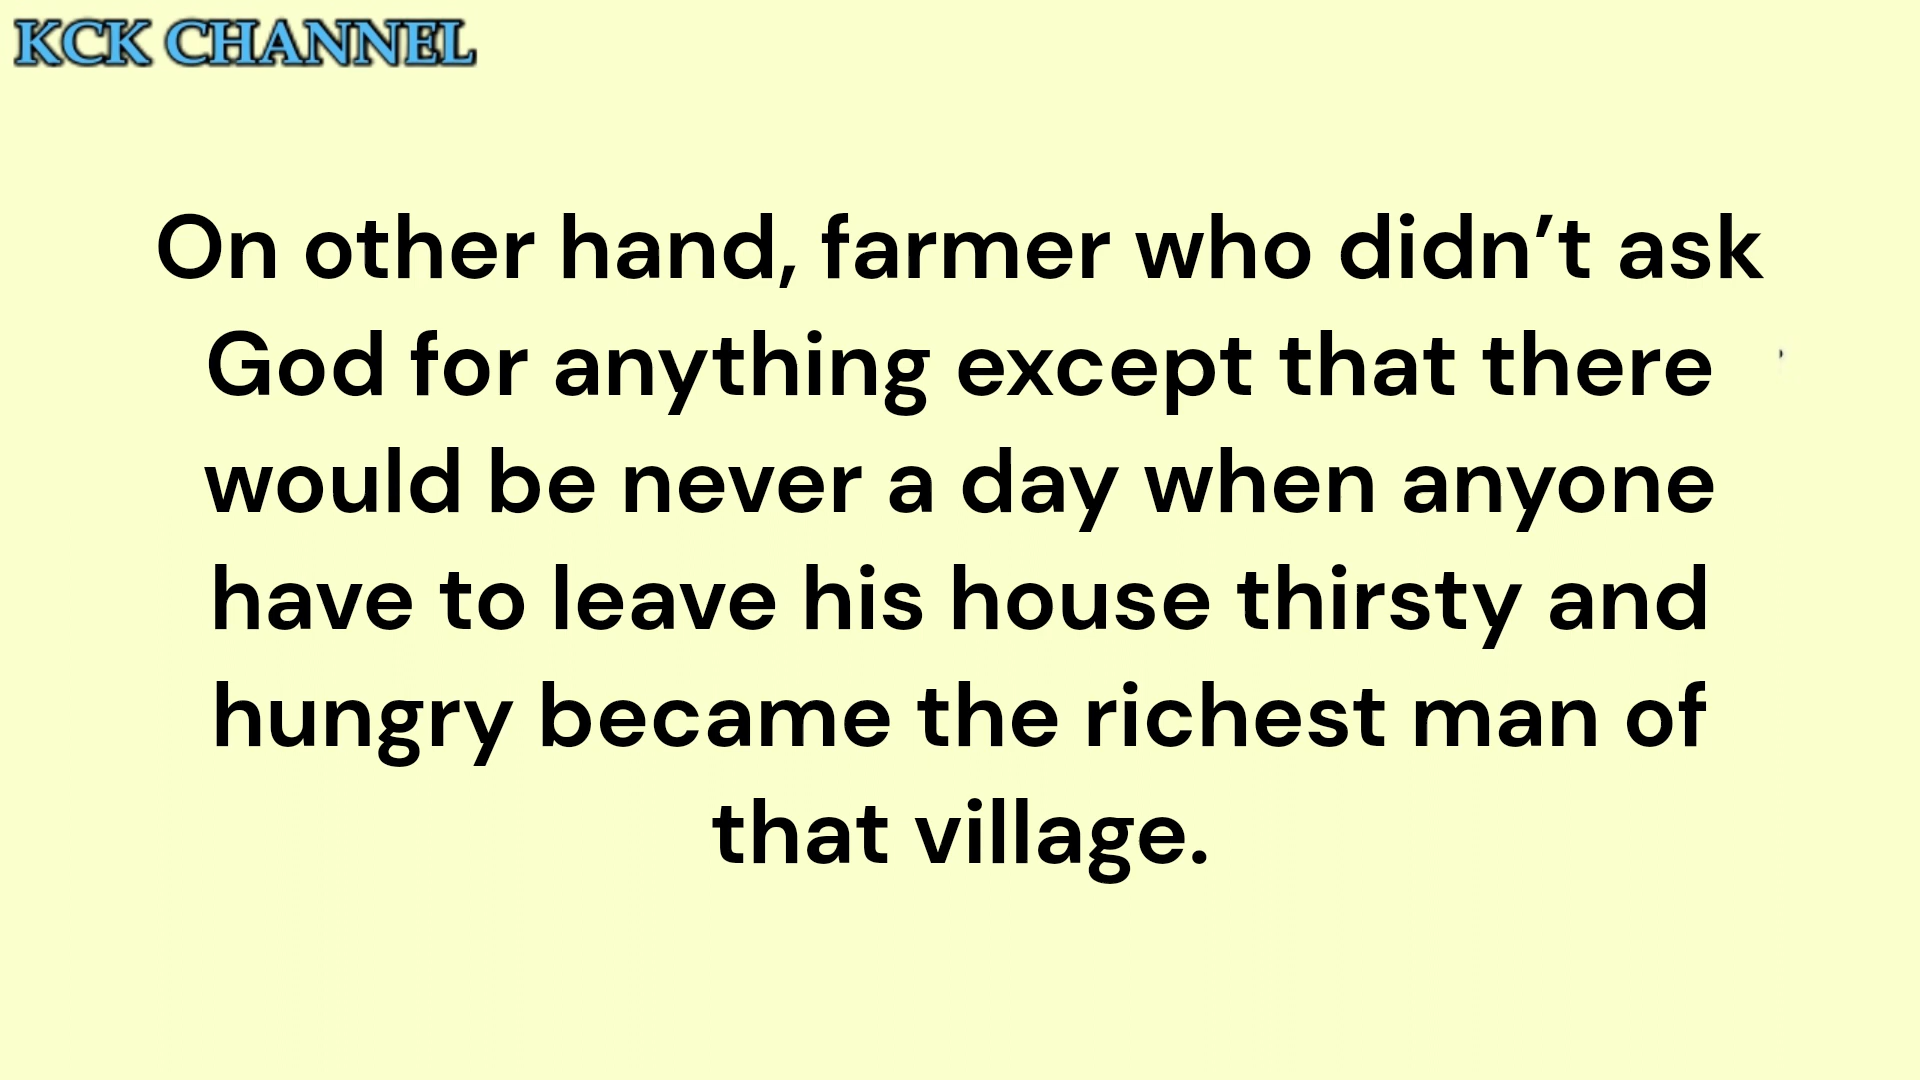 KCK CHANNEL
On other hand, farmer who didn’t ask
God for anything except that there
would be never a day when anyone
have to leave his house thirsty and
hungry became the richest man of
that village.